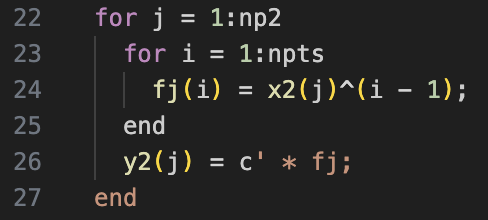 22 for j = 1:np2
23 for i = 1:npts
24 fj(i) = x2(j)^(i - 1);
25 end
26 y2(j) = c' * fj;
27 end